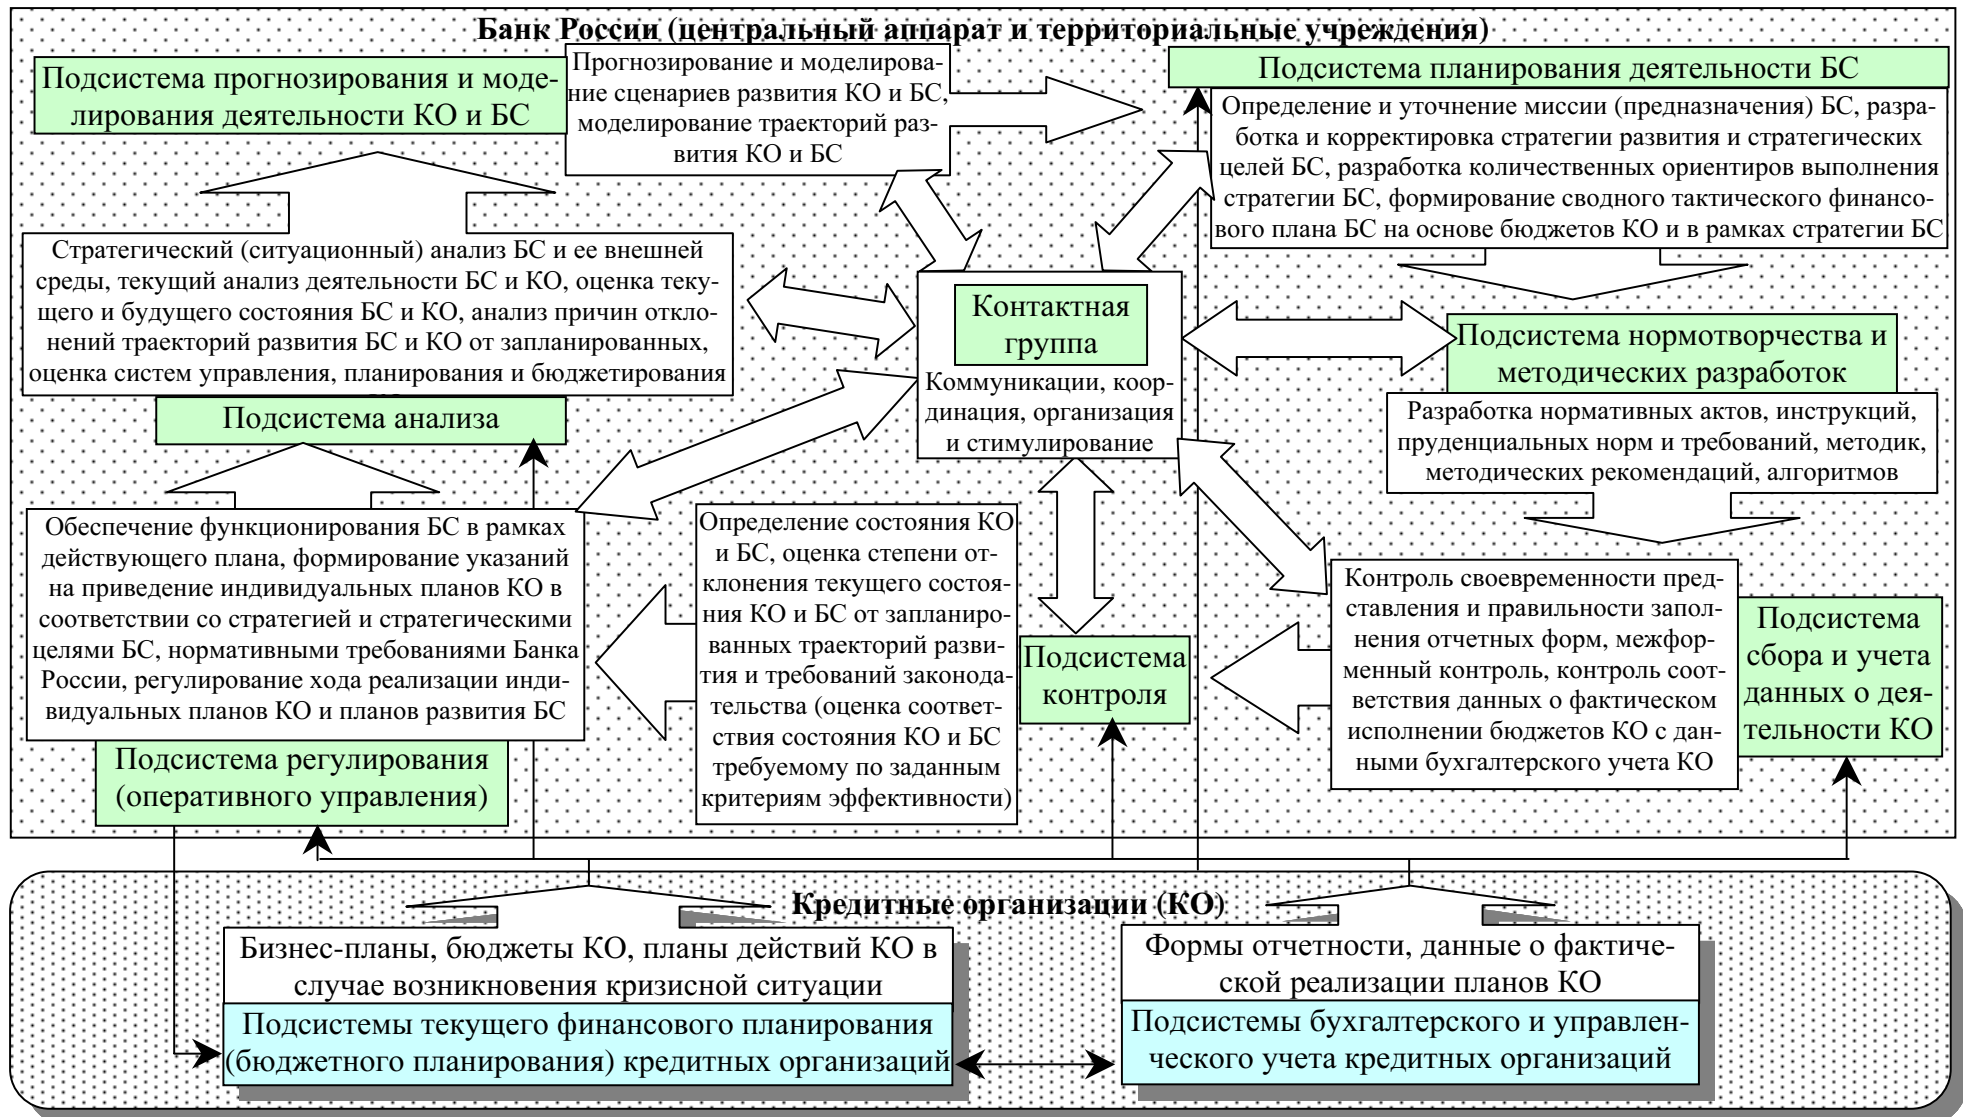 Банк России (центральный аппарат и территориальные учреждения)
Подсистема прогнозирования и моде-
лирования деятельности КО и БС
Прогнозирование и моделирова-
ние сценариев развития КО и БС,
моделирование траекторий раз-
вития КО и БС
Подсистема планирования деятельности БС
Определение и уточнение миссии (предназначения) БС, разра-
ботка и корректировка стратегии развития и стратегических
целей БС, разработка количественных ориентиров выполнения
стратегии БС, формирование сводного тактического финансо-
вого плана БС на основе бюджетов КО и в рамках стратегии БС
Стратегический (ситуационный) анализ БС и ее внешней
среды, текущий анализ деятельности БС и КО, оценка теку-
щего и будущего состояния БС и КО, анализ причин откло-
нений траекторий развития БС и КО от запланированных,
оценка систем управления, планирования и бюджетирования
Подсистема анализа
Контактная
группа
Коммуникации, коор-
динация, организация
и стимулирование
Подсистема нормотворчества и
методических разработок
Разработка нормативных актов, инструкций,
пруденциальных норм и требований, методик,
методических рекомендаций, алгоритмов
Обеспечение функционирования БС в рамках
действующего плана, формирование указаний
на приведение индивидуальных планов КО в
соответствии со стратегией и стратегическими
целями БС, нормативными требованиями Банка
России, регулирование хода реализации инди-
видуальных планов КО и планов развития БС
Подсистема регулирования
(оперативного управления)
Определение состояния КО
и БС, оценка степени от-
клонения текущего состоя-
ния КО и БС от запланиро-
ванных траекторий разви-
тия и требований законода-
тельства (оценка соответ-
ствия состояния КО и БС
требуемому по заданным
критериям эффективности)
Подсистема
контроля
Контроль своевременности пред-
ставления и правильности запол-
нения отчетных форм, межфор-
менный контроль, контроль соот-
ветствия данных о фактическом
исполнении бюджетов КО с дан-
ными бухгалтерского учета КО
Подсистема
сбора и учета
данных о дея-
тельности КО
Кредитные организации (КО)
Бизнес-планы, бюджеты КО, планы действий КО в
случае возникновения кризисной ситуации
Подсистемы текущего финансового планирования
(бюджетного планирования) кредитных организаций
Формы отчетности, данные о фактиче-
ской реализации планов КО
Подсистемы бухгалтерского и управлен-
ческого учета кредитных организаций